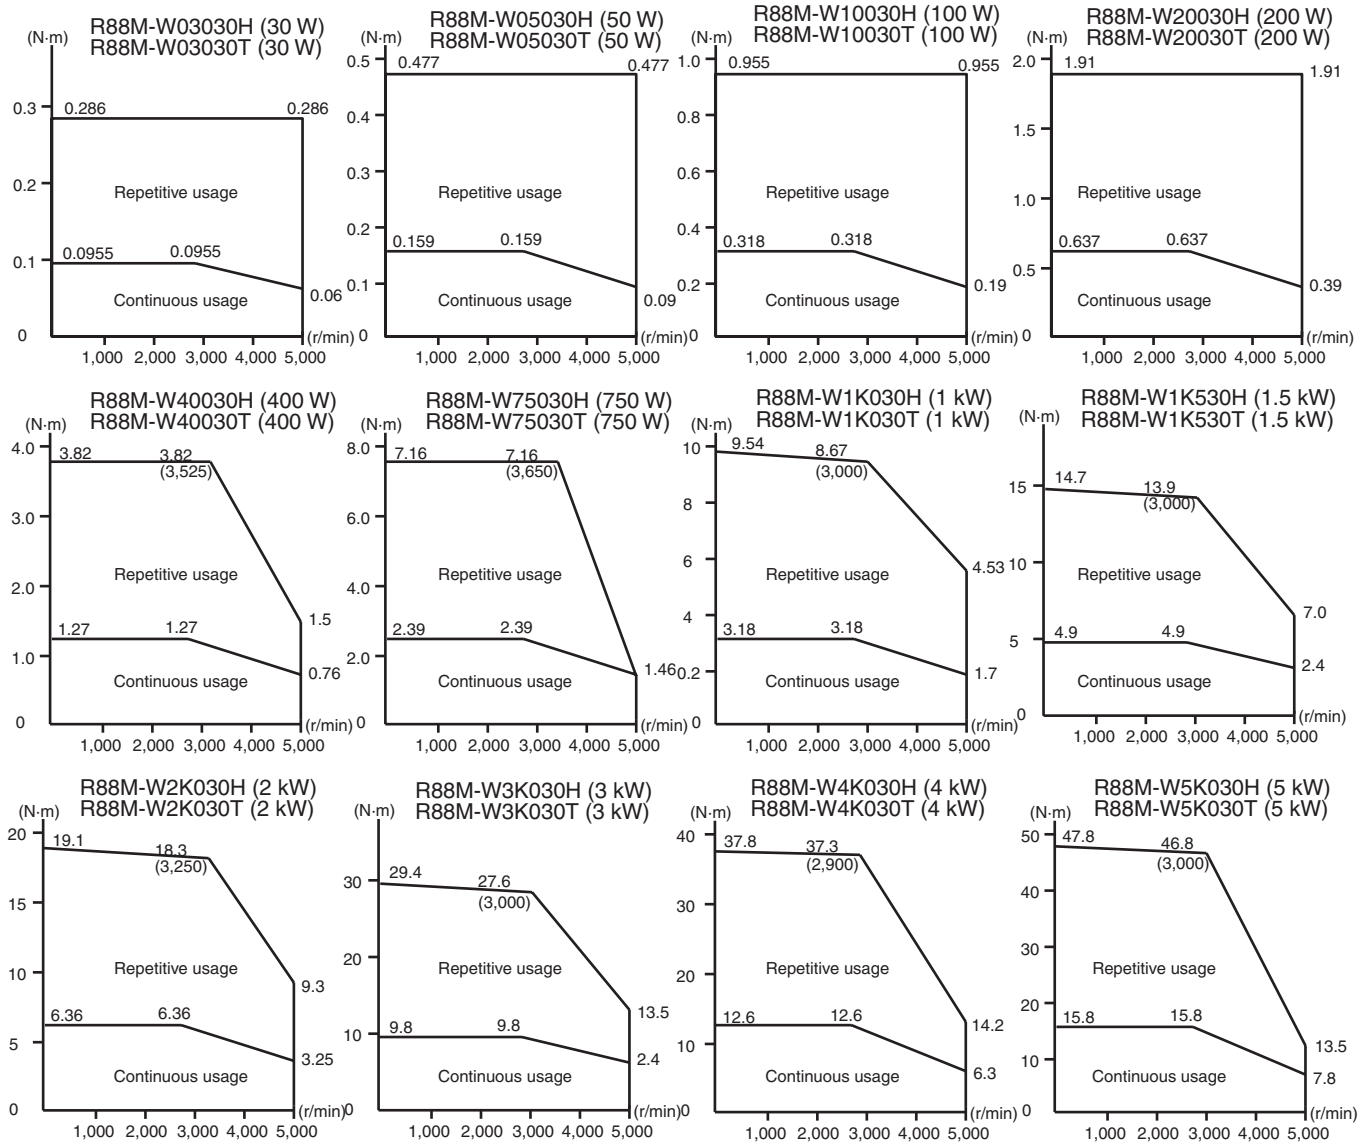 R88M-W03030H (30 W)
R88M-W03030T (30 W)
(N·m)
0.3
0.2
0.1
0
0.286
0.286
Repetitive usage
0.0955
0.0955
0.06
Continuous usage
(r/min)
1,000 2,000 3,000 4,000 5,000
R88M-W05030H (50 W)
R88M-W05030T (50 W)
(N·m)
0.5
0.4
0.3
0.2
0.1
0
0.477
0.477
Repetitive usage
0.159
0.159
0.09
Continuous usage
(r/min)
1,000 2,000 3,000 4,000 5,000
R88M-W10030H (100 W)
R88M-W10030T (100 W)
(N·m)
1.0
0.8
0.6
0.4
0.2
0
0.955
0.955
Repetitive usage
0.318
0.318
0.19
Continuous usage
(r/min)
1,000 2,000 3,000 4,000 5,000
R88M-W20030H (200 W)
R88M-W20030T (200 W)
(N·m)
2.0
1.5
1.0
0.5
0
1.91
1.91
Repetitive usage
0.637
0.637
0.39
Continuous usage
(r/min)
1,000 2,000 3,000 4,000 5,000
R88M-W40030H (400 W)
R88M-W40030T (400 W)
(N·m)
4.0
3.0
2.0
1.0
0
3.82
3.82
(3,525)
Repetitive usage
1.5
1.27
1.27
0.76
Continuous usage
(r/min)
1,000 2,000 3,000 4,000 5,000
R88M-W75030H (750 W)
R88M-W75030T (750 W)
(N·m)
8.0
6.0
4.0
2.0
0
7.16
7.16
(3,650)
Repetitive usage
2.39
2.39
1.46
Continuous usage
(r/min)
1,000 2,000 3,000 4,000 5,000
R88M-W1K030H (1 kW)
R88M-W1K030T (1 kW)
(N·m)
10
8
6
4
0.2
0
9.54
8.67
(3,000)
Repetitive usage
4.53
3.18
3.18
1.7
Continuous usage
(r/min)
1,000 2,000 3,000 4,000 5,000
R88M-W1K530H (1.5 kW)
R88M-W1K530T (1.5 kW)
(N·m)
15
10
5
0
14.7
13.9
(3,000)
Repetitive usage
7.0
4.9
4.9
2.4
Continuous usage
(r/min)
1,000 2,000 3,000 4,000 5,000
R88M-W2K030H (2 kW)
R88M-W2K030T (2 kW)
(N·m)
20
15
10
5
0
19.1
18.3
(3,250)
Repetitive usage
9.3
6.36
6.36
3.25
Continuous usage
(r/min)
1,000 2,000 3,000 4,000 5,000
R88M-W3K030H (3 kW)
R88M-W3K030T (3 kW)
(N·m)
30
20
10
0
29.4
27.6
(3,000)
Repetitive usage
13.5
9.8
9.8
2.4
Continuous usage
(r/min)
1,000 2,000 3,000 4,000 5,000
R88M-W4K030H (4 kW)
R88M-W4K030T (4 kW)
(N·m)
40
30
20
10
0
37.8
37.3
(2,900)
Repetitive usage
14.2
12.6
12.6
6.3
Continuous usage
(r/min)
1,000 2,000 3,000 4,000 5,000
R88M-W5K030H (5 kW)
R88M-W5K030T (5 kW)
(N·m)
50
40
30
20
10
0
47.8
46.8
(3,000)
Repetitive usage
13.5
15.8
15.8
7.8
Continuous usage
(r/min)
1,000 2,000 3,000 4,000 5,000